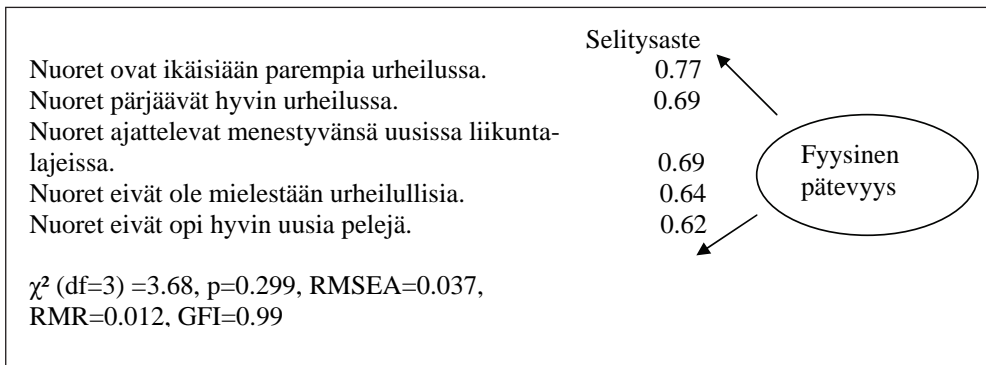 Selitysaste
Nuoret ovat ikäisiään parempia urheilussa. 0.77
Nuoret pärjäävät hyvin urheilussa. 0.69
Nuoret ajattelevat menestyvänsä uusissa liikunta-
lajeissa. 0.69
Nuoret eivät ole mielestään urheilullisia. 0.64
Nuoret eivät opi hyvin uusia pelejä. 0.62
Fyysinen
pätevyys
χ² (df=3) =3.68, p=0.299, RMSEA=0.037,
RMR=0.012, GFI=0.99